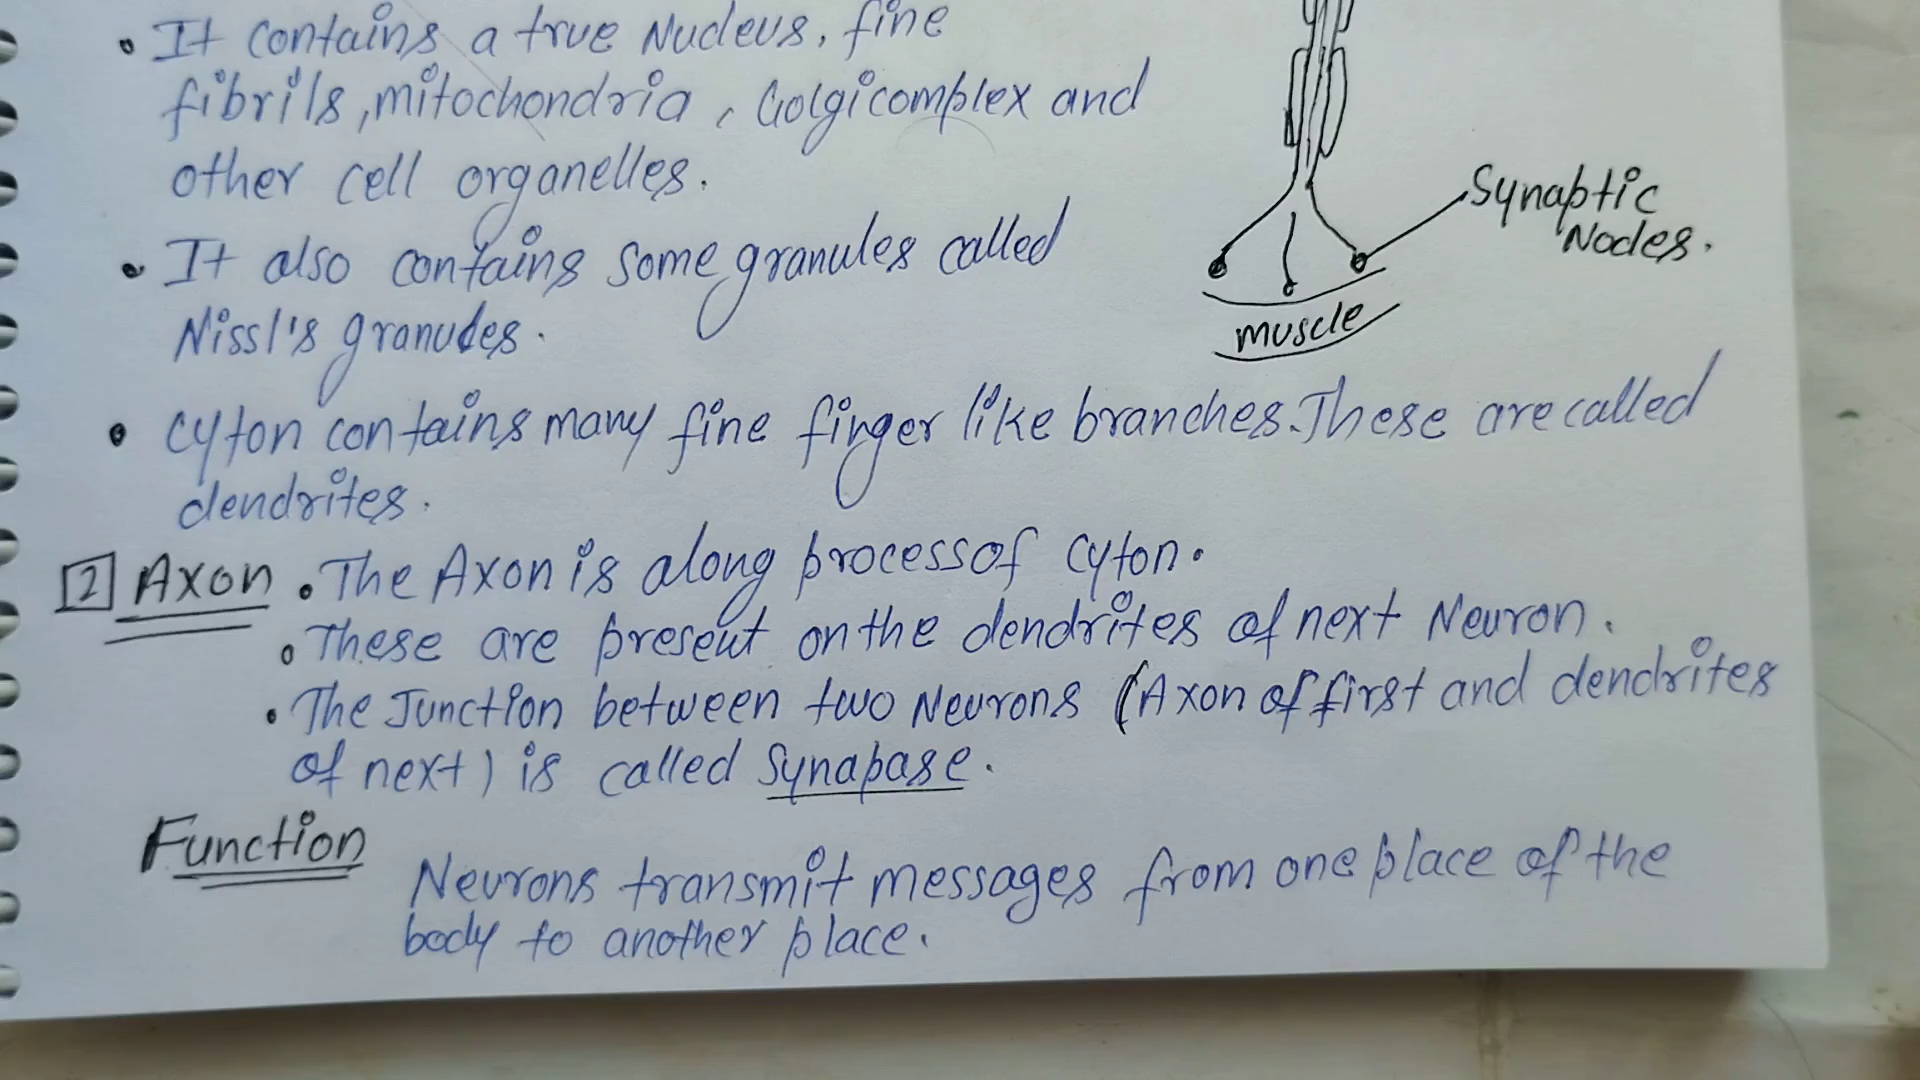 • It contains a true Nucleus, fine
fibrils, mitochondria, Golgi complex and
other cell organelles.
• It also contains some granules called
Nissl's granules.
Synaptic
Nodes.
muscle
• Cyton contains many fine finger like branches. These are called
dendrites.
[2] Axon • The Axon is along process of Cyton.
• These are present on the dendrites of next Neuron.
• The Junction between two Neurons (Axon of first and dendrites
of next) is called Synapase.
Function
Neurons transmit messages from one place of the
body to another place.